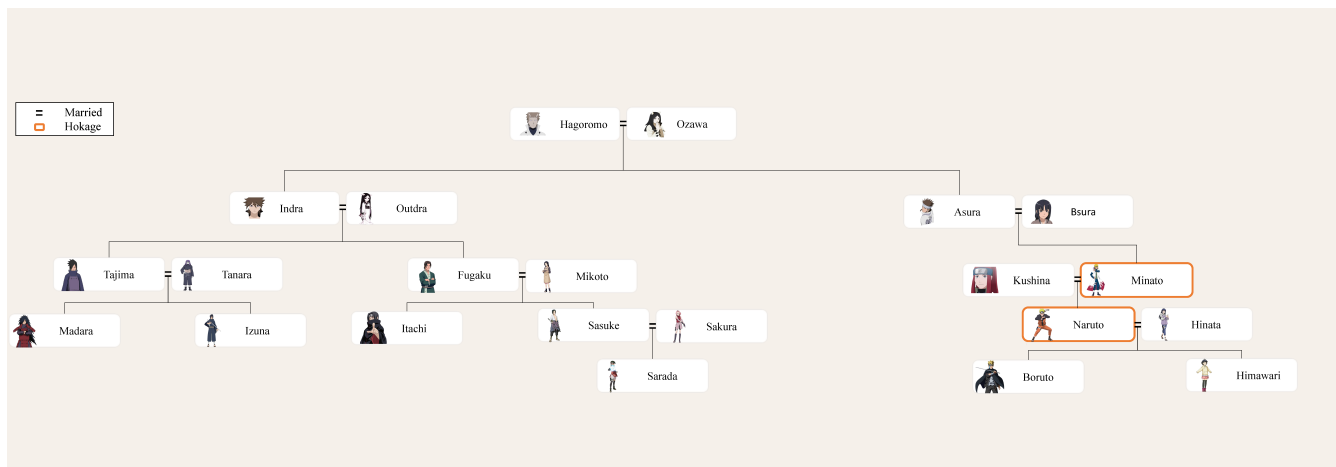 Married
Hokage
Hagoromo
Ozawa
Indra
Outdra
Asura
Bsura
Tajima
Tanara
Fugaku
Mikoto
Kushina
Minato
Madara
Izuna
Itachi
Sasuke
Sakura
Naruto
Hinata
Sarada
Boruto
Himawari